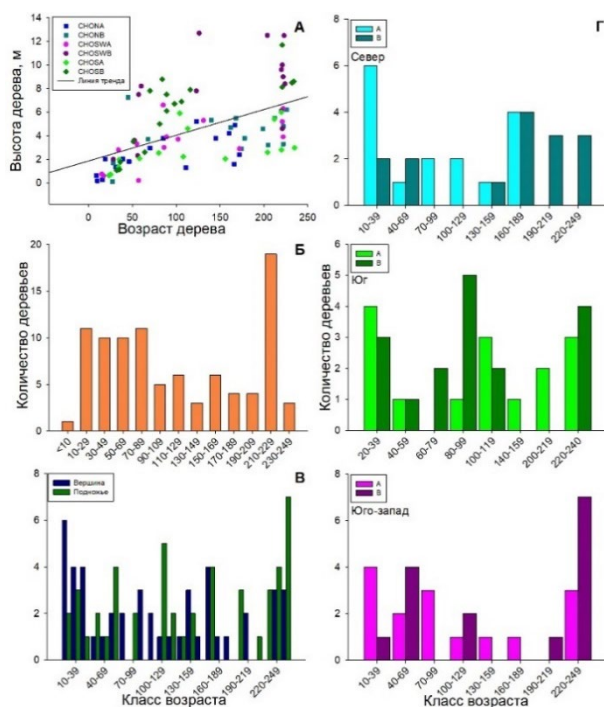 А
CHONA
CHONB
CHOSWA
CHOSWB
CHOSA
CHOSB
Линия тренда
Высота дерева, м
14
12
10
8
6
4
2
0
0 50 100 150 200 250
Возраст дерева
Г
A
B
Север
8
6
4
2
0
10-39 40-69 70-99 100-129 130-159 160-189 190-219 220-249
Б
Количество деревьев
20
15
10
5
0
<10 10-29 30-49 50-69 70-89 90-109 110-129 130-149 150-169 170-189 190-209 210-229 230-249
A
B
Юг
Количество деревьев
6
5
4
3
2
1
0
20-39 40-59 60-79 80-99 100-119 140-159 200-219 220-240
В
Вершина
Подножье
8
6
4
2
0
10-39 40-69 70-99 100-129 130-159 160-189 190-219 220-249
Класс возраста
A
B
Юго-запад
8
6
4
2
0
10-39 40-69 70-99 100-129 130-159 160-189 190-219 220-249
Класс возраста